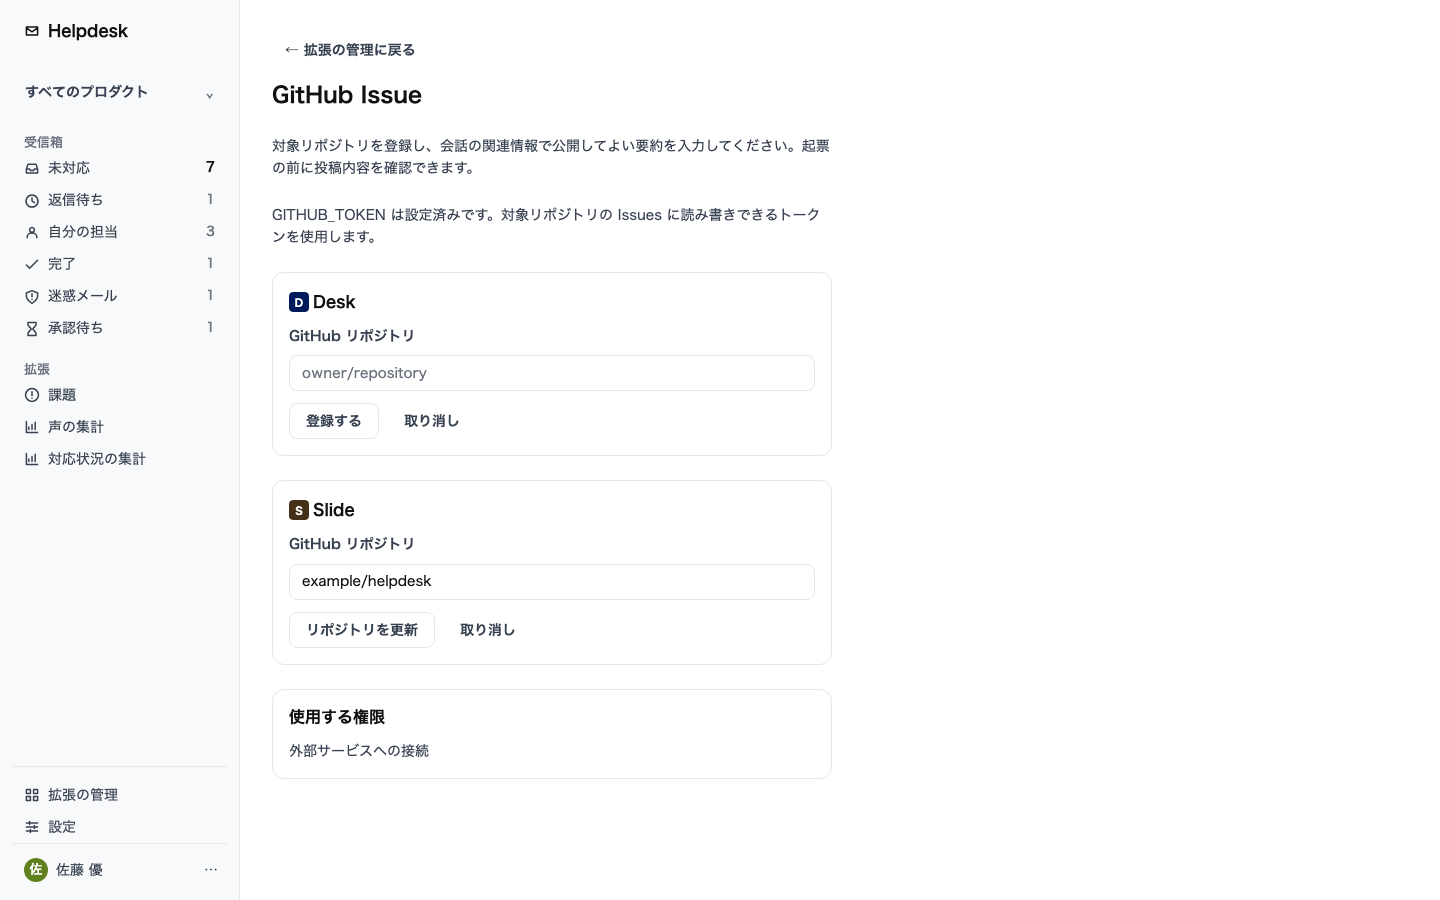 Helpdesk
すべてのプロダクト
受信箱
未対応 7
返信待ち 1
自分の担当 3
完了 1
迷惑メール 1
承認待ち 1
拡張
課題
声の集計
対応状況の集計
拡張の管理
設定
佐 佐藤 優 …
← 拡張の管理に戻る
GitHub Issue
対象リポジトリを登録し、会話の関連情報で公開してよい要約を入力してください。起票
の前に投稿内容を確認できます。
GITHUB_TOKEN は設定済みです。対象リポジトリの Issues に読み書きできるトーク
ンを使用します。
D Desk
GitHub リポジトリ
owner/repository
登録する 取り消し
S Slide
GitHub リポジトリ
example/helpdesk
リポジトリを更新 取り消し
使用する権限
外部サービスへの接続